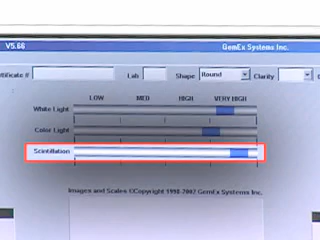 V5.66 GemEx Systems Inc.
tificate # Lab Shape Round Clarity
LOW MED HIGH VERY HIGH
White Light
Color Light
Scintillation
Images and Scales ©Copyright 1998-2002 GemEx Systems Inc.